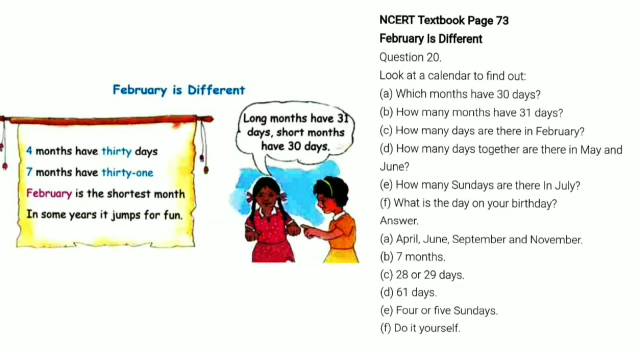 February is Different
4 months have thirty days
7 months have thirty-one
February is the shortest month
In some years it jumps for fun.
Long months have 31
days, short months
have 30 days.
NCERT Textbook Page 73
February Is Different
Question 20.
Look at a calendar to find out:
(a) Which months have 30 days?
(b) How many months have 31 days?
(c) How many days are there in February?
(d) How many days together are there in May and
June?
(e) How many Sundays are there In July?
(f) What is the day on your birthday?
Answer.
(a) April, June, September and November.
(b) 7 months.
(c) 28 or 29 days.
(d) 61 days.
(e) Four or five Sundays.
(f) Do it yourself.